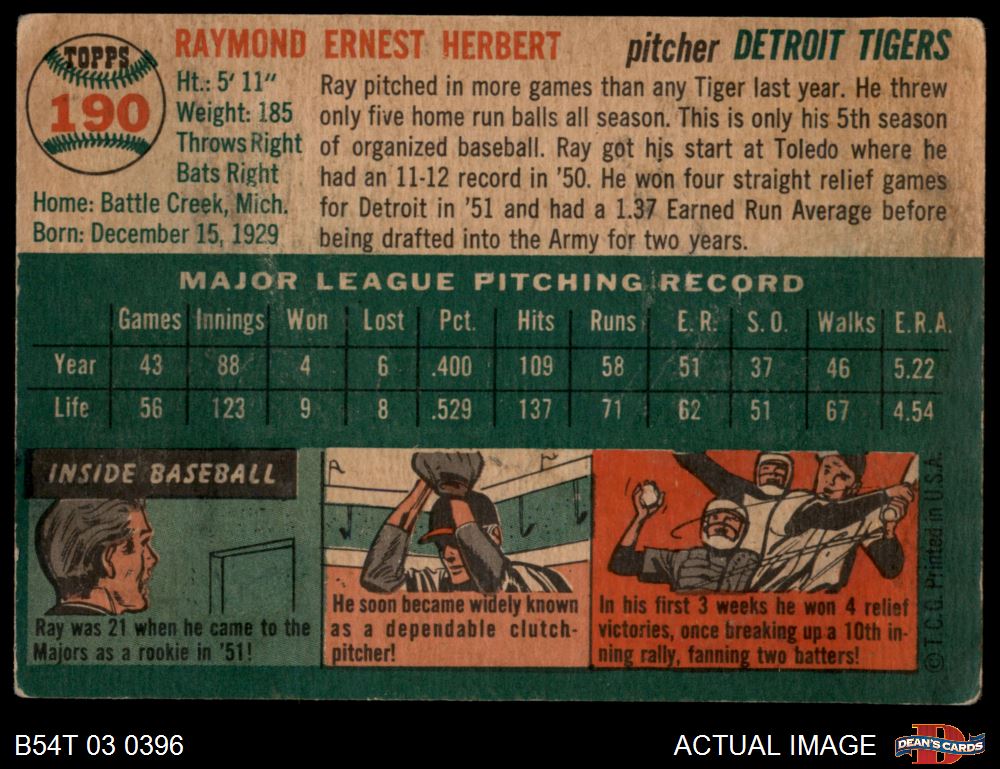 TOPPS
190
RAYMOND ERNEST HERBERT pitcher DETROIT TIGERS
Ht.: 5' 11"
Weight: 185
Throws Right
Bats Right
Home: Battle Creek, Mich.
Born: December 15, 1929
Ray pitched in more games than any Tiger last year. He threw
only five home run balls all season. This is only his 5th season
of organized baseball. Ray got his start at Toledo where he
had an 11-12 record in '50. He won four straight relief games
for Detroit in '51 and had a 1.37 Earned Run Average before
being drafted into the Army for two years.
MAJOR LEAGUE PITCHING RECORD
Games Innings Won Lost Pct. Hits Runs E. R. S. O. Walks E.R.A.
Year 43 88 4 6 .400 109 58 51 37 46 5.22
Life 56 123 9 8 .529 137 71 62 51 67 4.54
INSIDE BASEBALL
Ray was 21 when he came to the
Majors as a rookie in '51!
He soon became widely known
as a dependable clutch-
pitcher!
In his first 3 weeks he won 4 relief
victories, once breaking up a 10th in-
ning rally, fanning two batters!
© T.C.G. Printed in U.S.A.
B54T 03 0396
ACTUAL IMAGE
DEAN'S CARDS